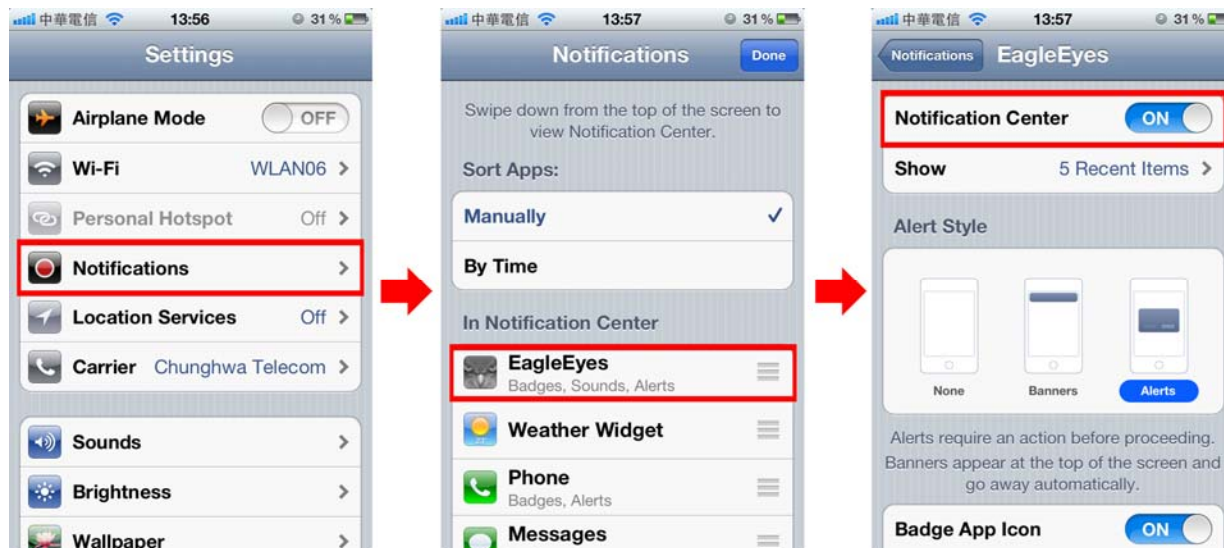 中華電信 13:56 31 %
Settings
Airplane Mode OFF
Wi-Fi WLAN06
Personal Hotspot Off
Notifications
Location Services Off
Carrier Chunghwa Telecom
Sounds
Brightness
Wallpaper
中華電信 13:57 31 %
Notifications Done
Swipe down from the top of the screen to
view Notification Center.
Sort Apps:
Manually
By Time
In Notification Center
EagleEyes
Badges, Sounds, Alerts
Weather Widget
Phone
Badges, Alerts
Messages
中華電信 13:57 31 %
Notifications EagleEyes
Notification Center ON
Show 5 Recent Items
Alert Style
None Banners Alerts
Alerts require an action before proceeding.
Banners appear at the top of the screen and
go away automatically.
Badge App Icon ON